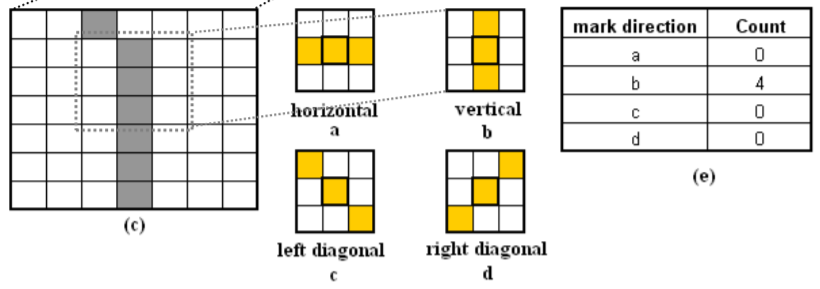 (c)
horizontal
a
vertical
b
left diagonal
c
right diagonal
d
mark direction Count
a 0
b 4
c 0
d 0
(e)